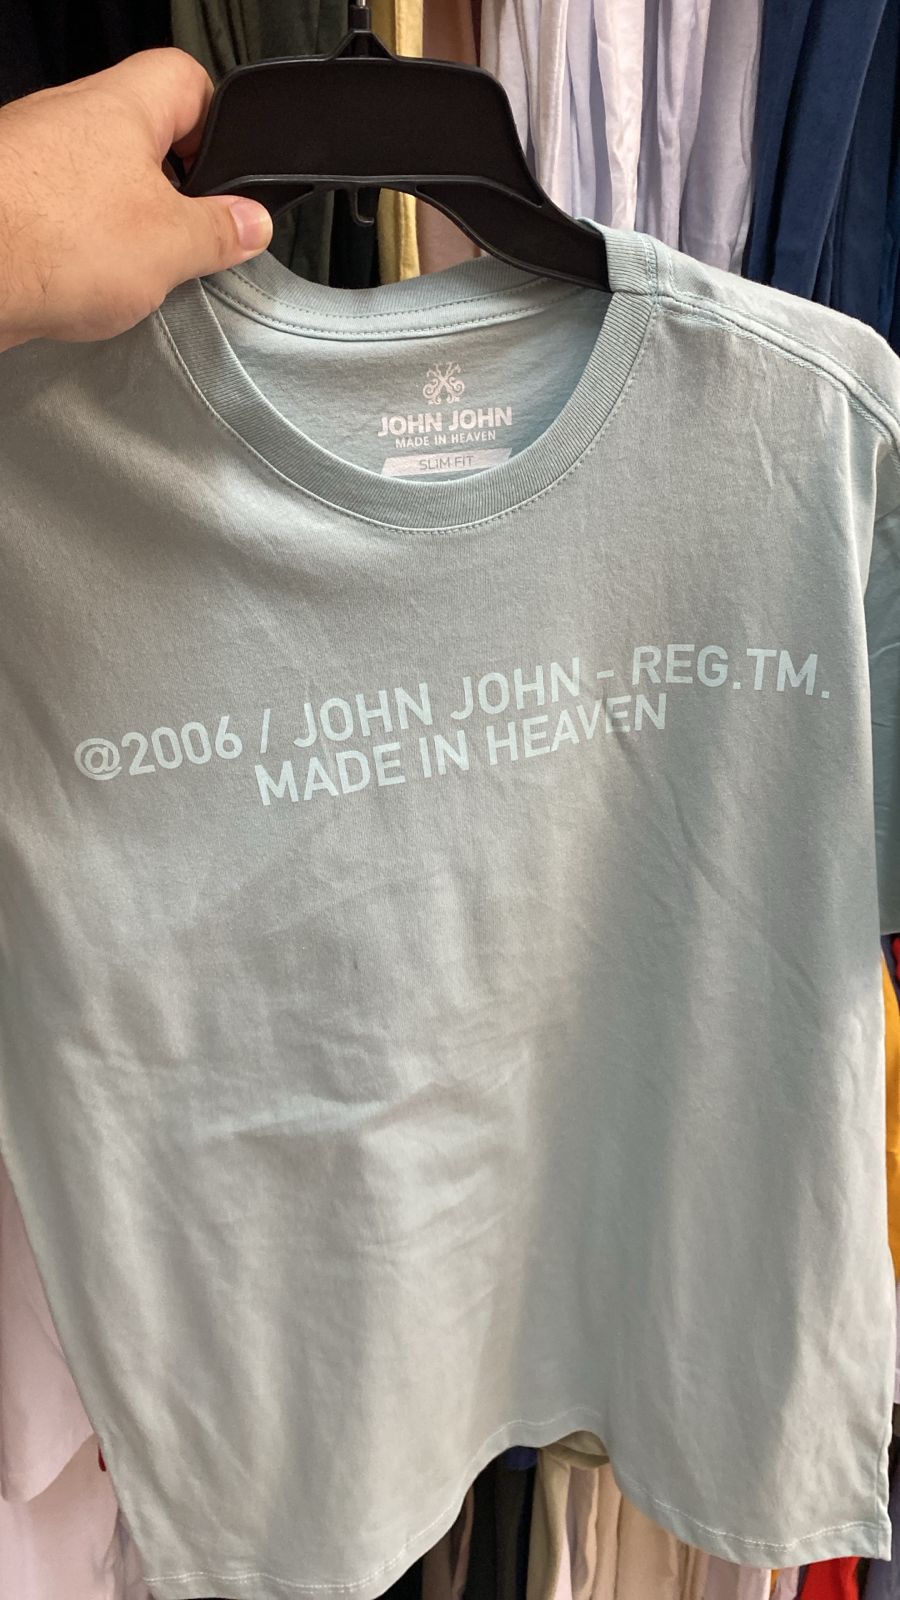 JOHN JOHN
MADE IN HEAVEN
SLIM FIT
@2006 / JOHN JOHN - REG.TM.
MADE IN HEAVEN